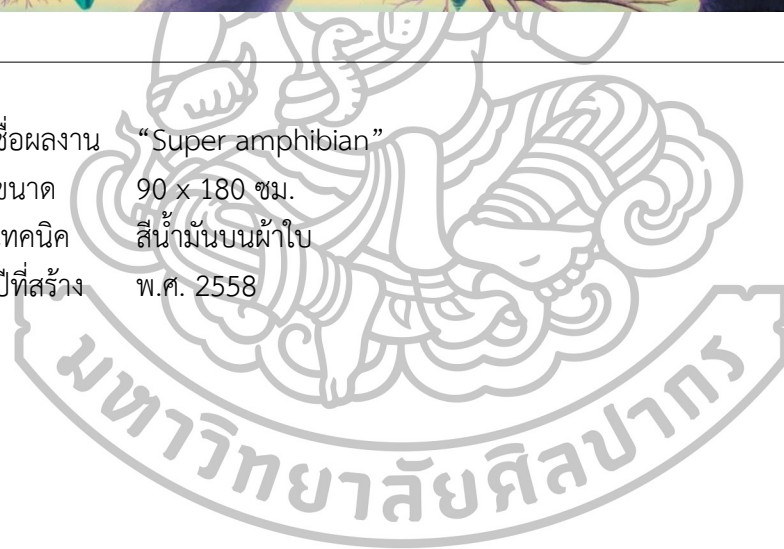 ชื่อผลงาน “Super amphibian”
ขนาด 90 x 180 ซม.
เทคนิค สีน้ำมันบนผ้าใบ
ปีที่สร้าง พ.ศ. 2558
มหาวิทยาลัยศิลปากร